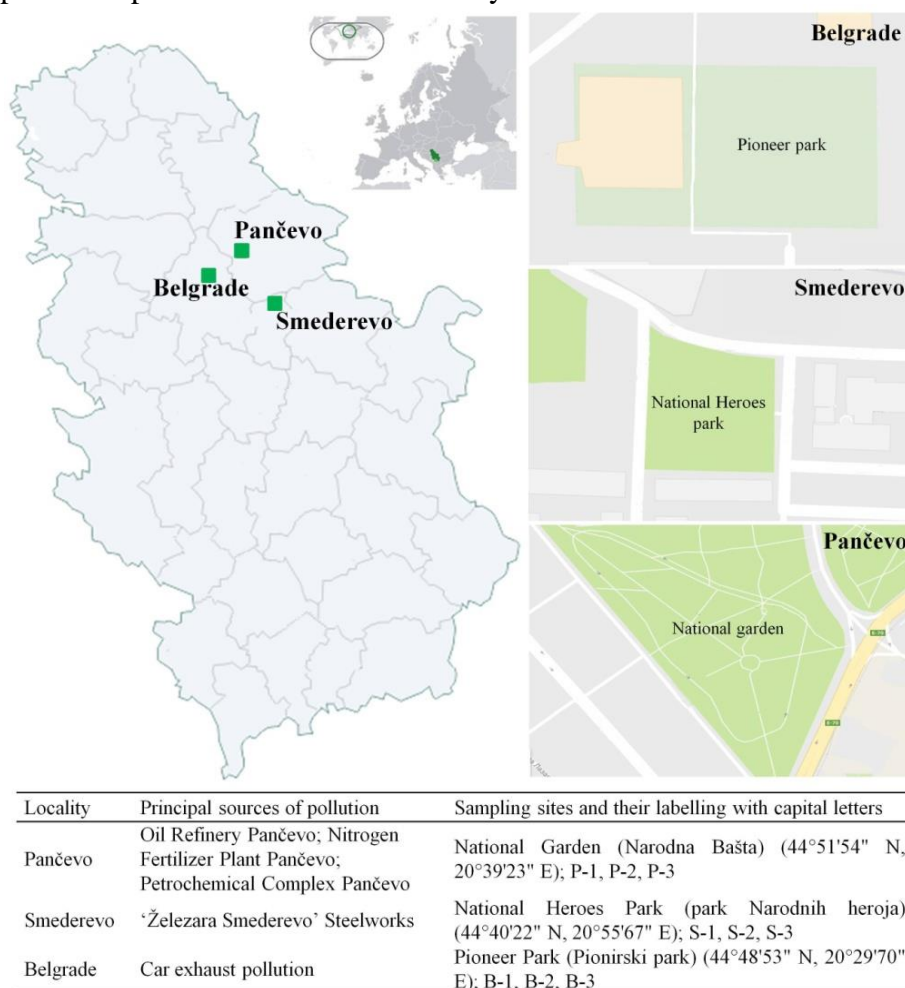 Belgrade
Pioneer park
Pančevo
Belgrade
Smederevo
Smederevo
National Heroes
park
Pančevo
National garden
Locality Principal sources of pollution Sampling sites and their labelling with capital letters
Pančevo Oil Refinery Pančevo; Nitrogen
Fertilizer Plant Pančevo;
Petrochemical Complex Pančevo
National Garden (Narodna Bašta) (44°51'54" N,
20°39'23" E); P-1, P-2, P-3
Smederevo ‘Železara Smederevo’ Steelworks
National Heroes Park (park Narodnih heroja)
(44°40'22" N, 20°55'67" E); S-1, S-2, S-3
Belgrade Car exhaust pollution
Pioneer Park (Pionirski park) (44°48'53" N, 20°29'70"
E); B-1, B-2, B-3